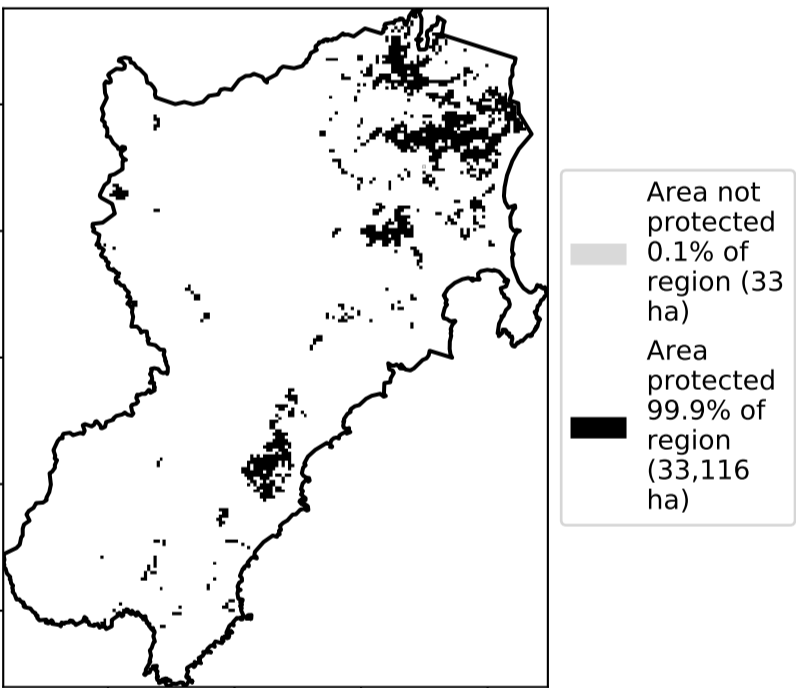 Area not
protected
0.1% of
region (33
ha)
Area
protected
99.9% of
region
(33,116
ha)